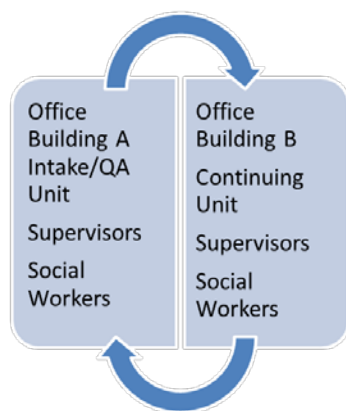 Office
Building A
Intake/QA
Unit
Supervisors
Social
Workers
Office
Building B
Continuing
Unit
Supervisors
Social
Workers